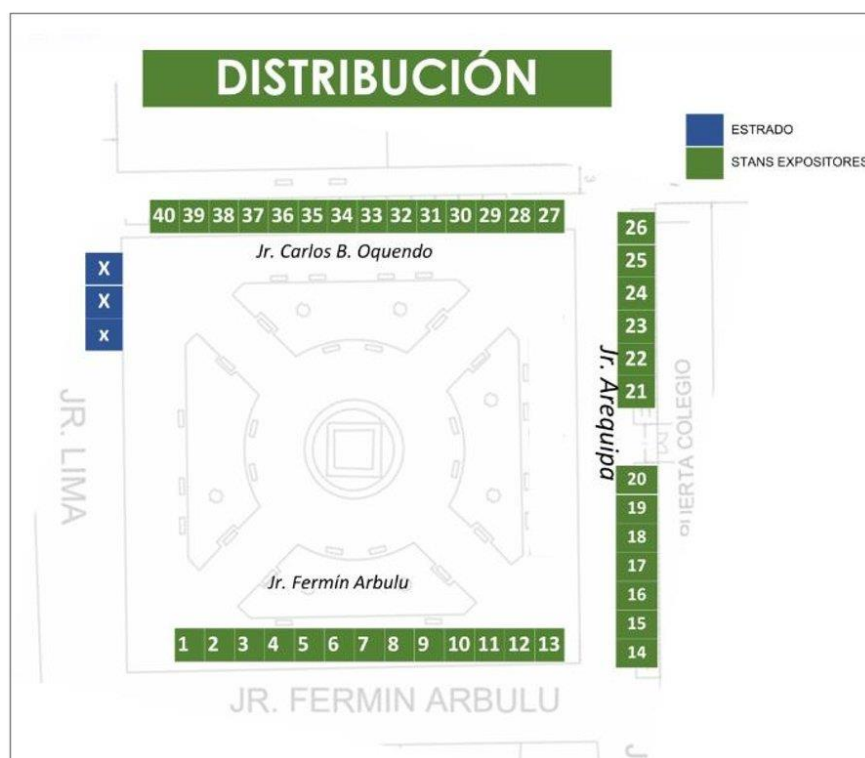 DISTRIBUCIÓN
ESTRADO
STANS EXPOSITORES
40 39 38 37 36 35 34 33 32 31 30 29 28 27
Jr. Carlos B. Oquendo
X
X
x
26
25
24
23
22
21
Jr. Arequipa
JR. LIMA
COLEGIO
20
19
18
17
16
15
14
Jr. Fermín Arbulu
1 2 3 4 5 6 7 8 9 10 11 12 13
JR. FERMIN ARBULU